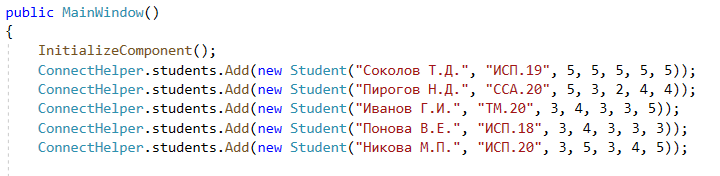 public MainWindow()
{
InitializeComponent();
ConnectHelper.students.Add(new Student("Соколов Т.Д.", "ИСП.19", 5, 5, 5, 5, 5));
ConnectHelper.students.Add(new Student("Пирогов Н.Д.", "ССА.20", 5, 3, 2, 4, 4));
ConnectHelper.students.Add(new Student("Иванов Г.И.", "ТМ.20", 3, 4, 3, 3, 5));
ConnectHelper.students.Add(new Student("Понова В.Е.", "ИСП.18", 3, 4, 3, 3, 3));
ConnectHelper.students.Add(new Student("Никова М.П.", "ИСП.20", 3, 5, 3, 4, 5));